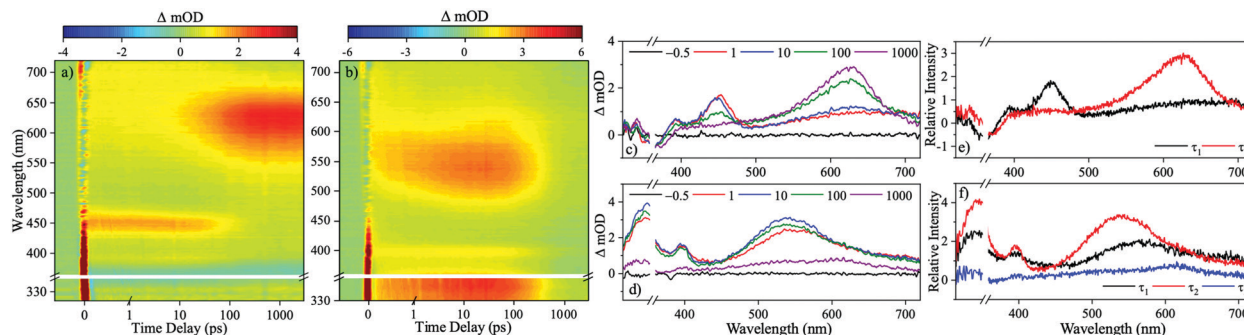 Δ mOD
-4 -2 0 2 4
a)
700
650
600
550
500
450
400
330
Wavelength (nm)
0 1 10 100 1000
Time Delay (ps)
Δ mOD
-6 -3 0 3 6
b)
700
650
600
550
500
450
400
330
0 1 10 100 1000
Time Delay (ps)
−0.5 1 10 100 1000
Δ mOD
4
2
0
c)
400 500 600 700
−0.5 1 10 100 1000
Δ mOD
4
2
0
d)
400 500 600 700
Wavelength (nm)
Relative Intensity
3
2
1
0
-1
e)
τ1
400 500 600 700
Relative Intensity
4
2
0
f)
τ1 τ2
400 500 600 700
Wavelength (nm)